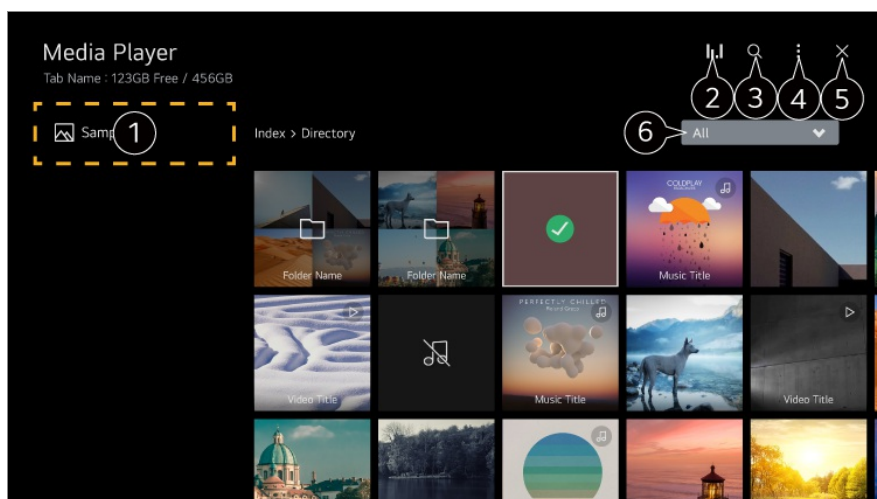 Media Player
Tab Name : 123GB Free / 456GB
2
3
4
5
1
Index > Directory
6
All
Folder Name
Folder Name
COLDPLAY
Music Title
Video Title
PERFECTLY CHILLED
Music Title
Video Title